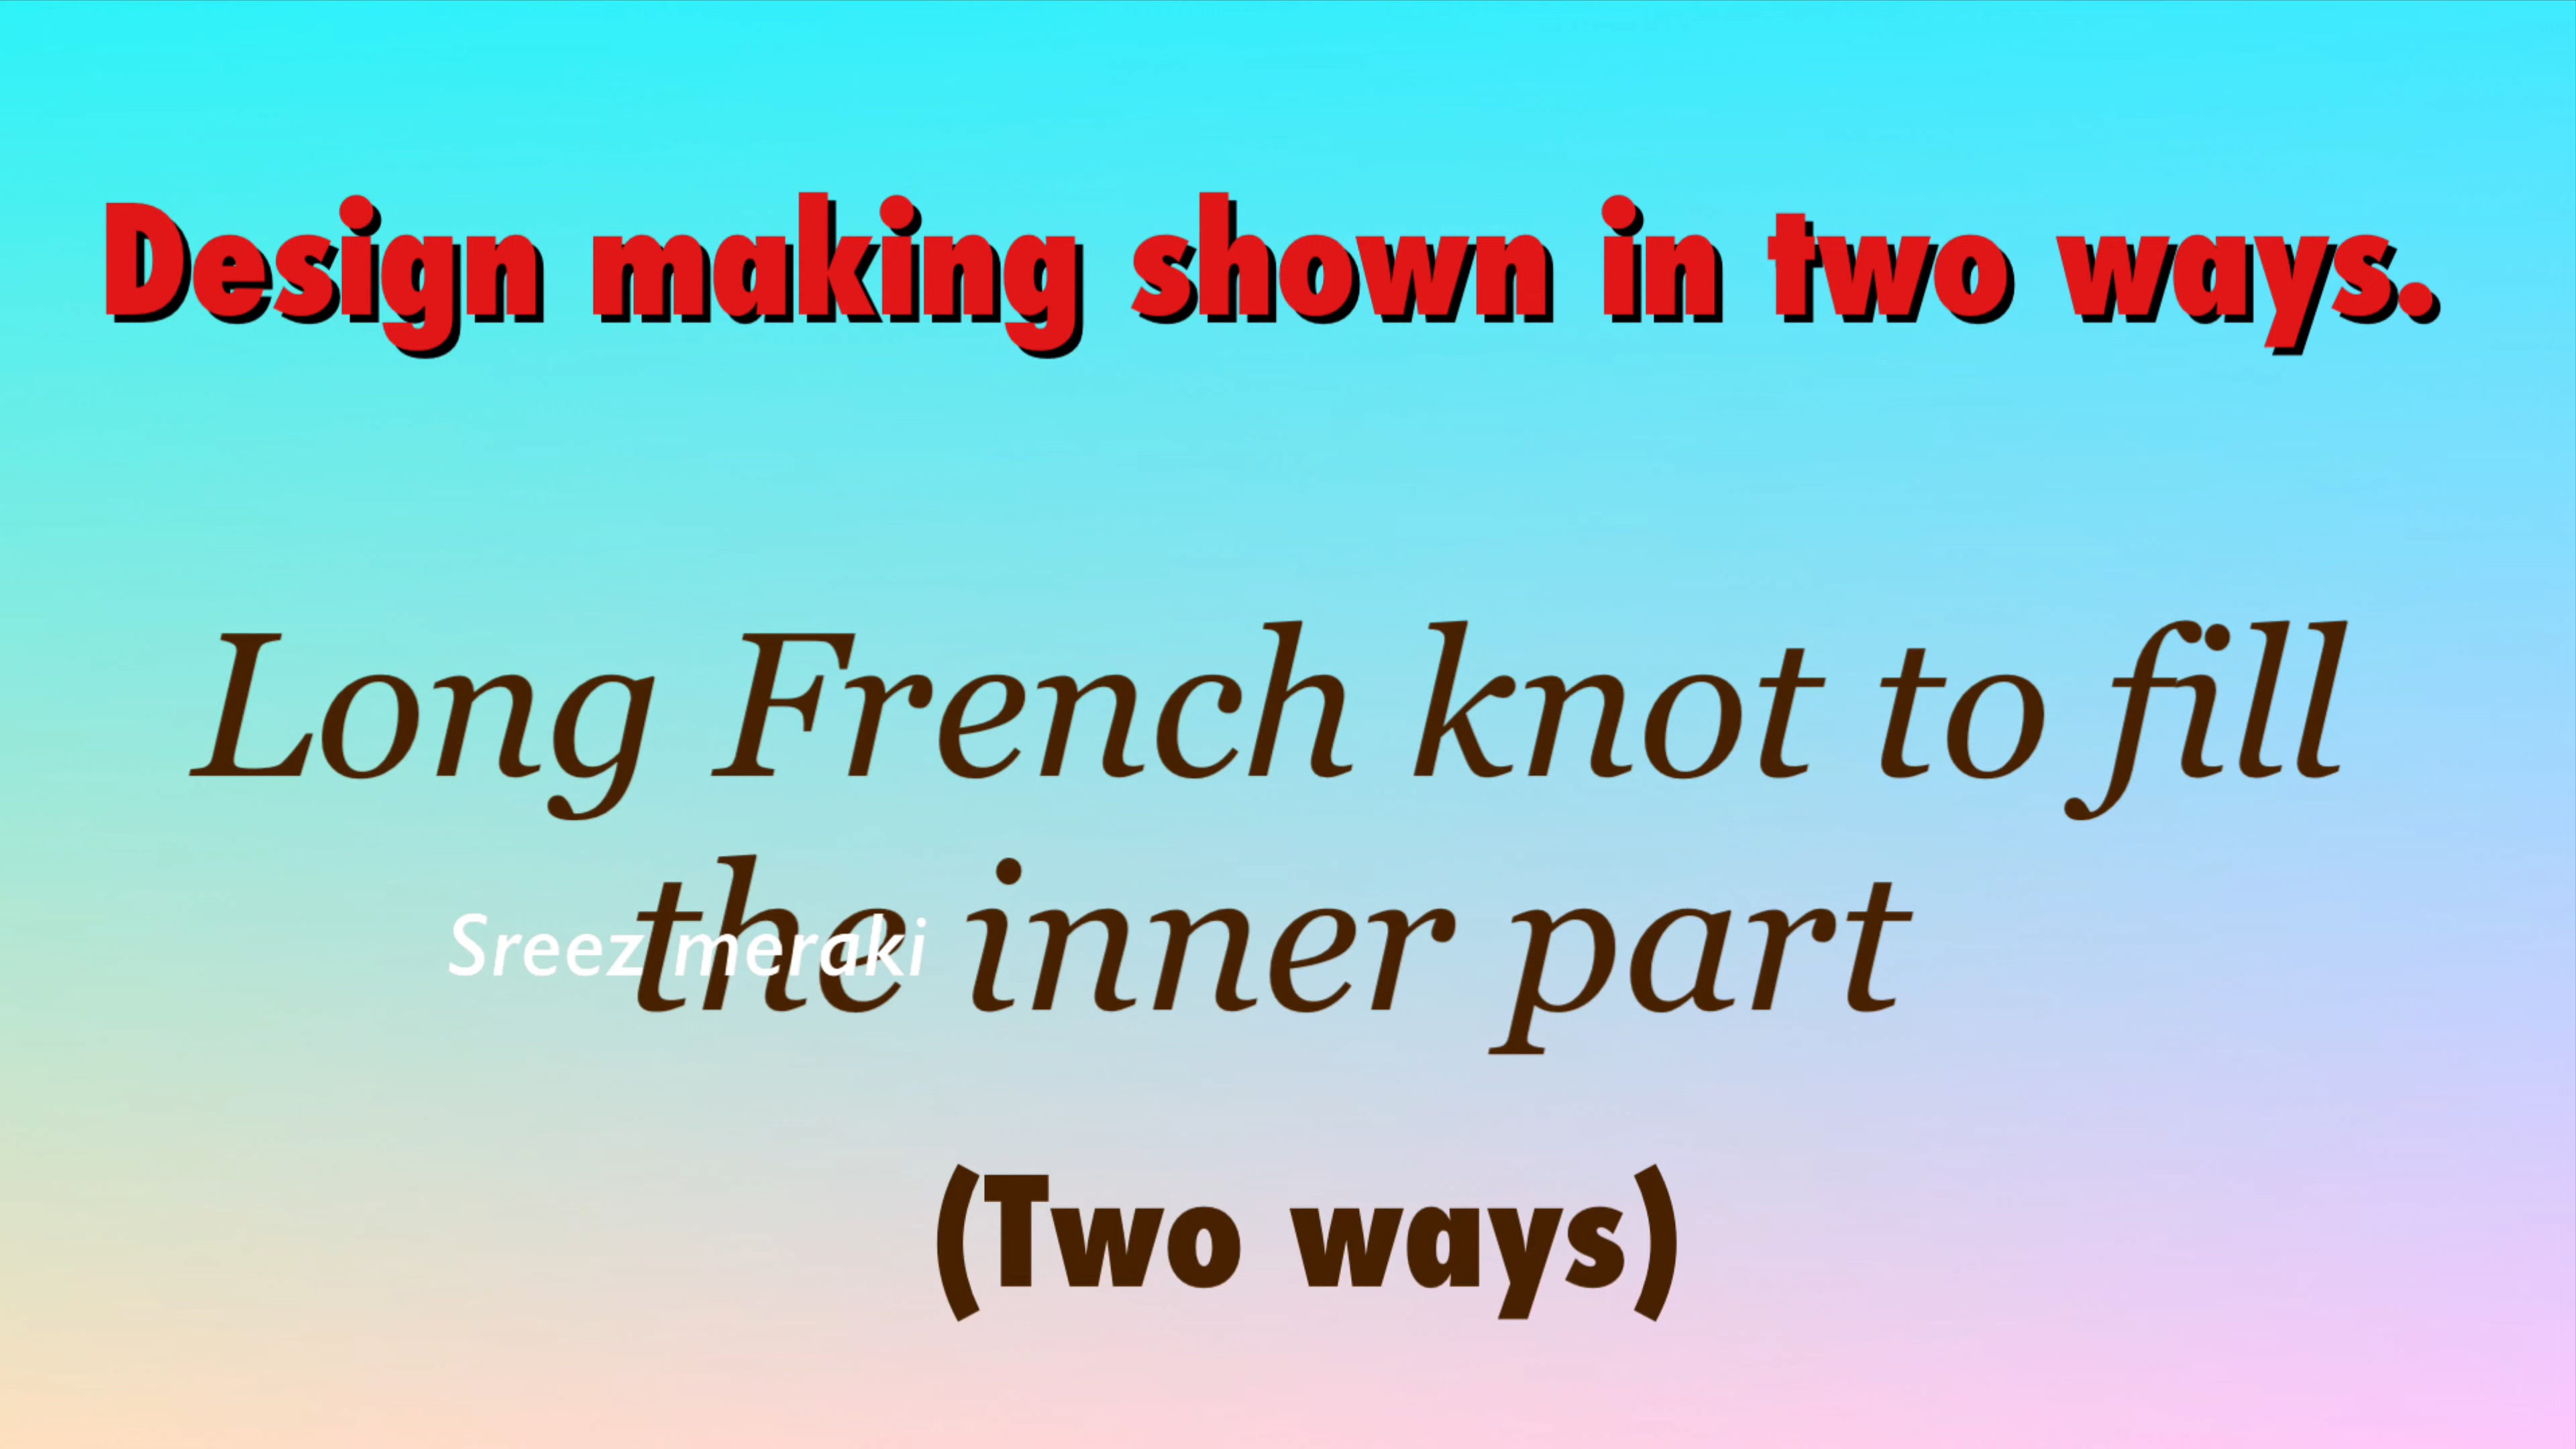 Design making shown in two ways.
Long French knot to fill
the inner part
Sreez meraki
(Two ways)